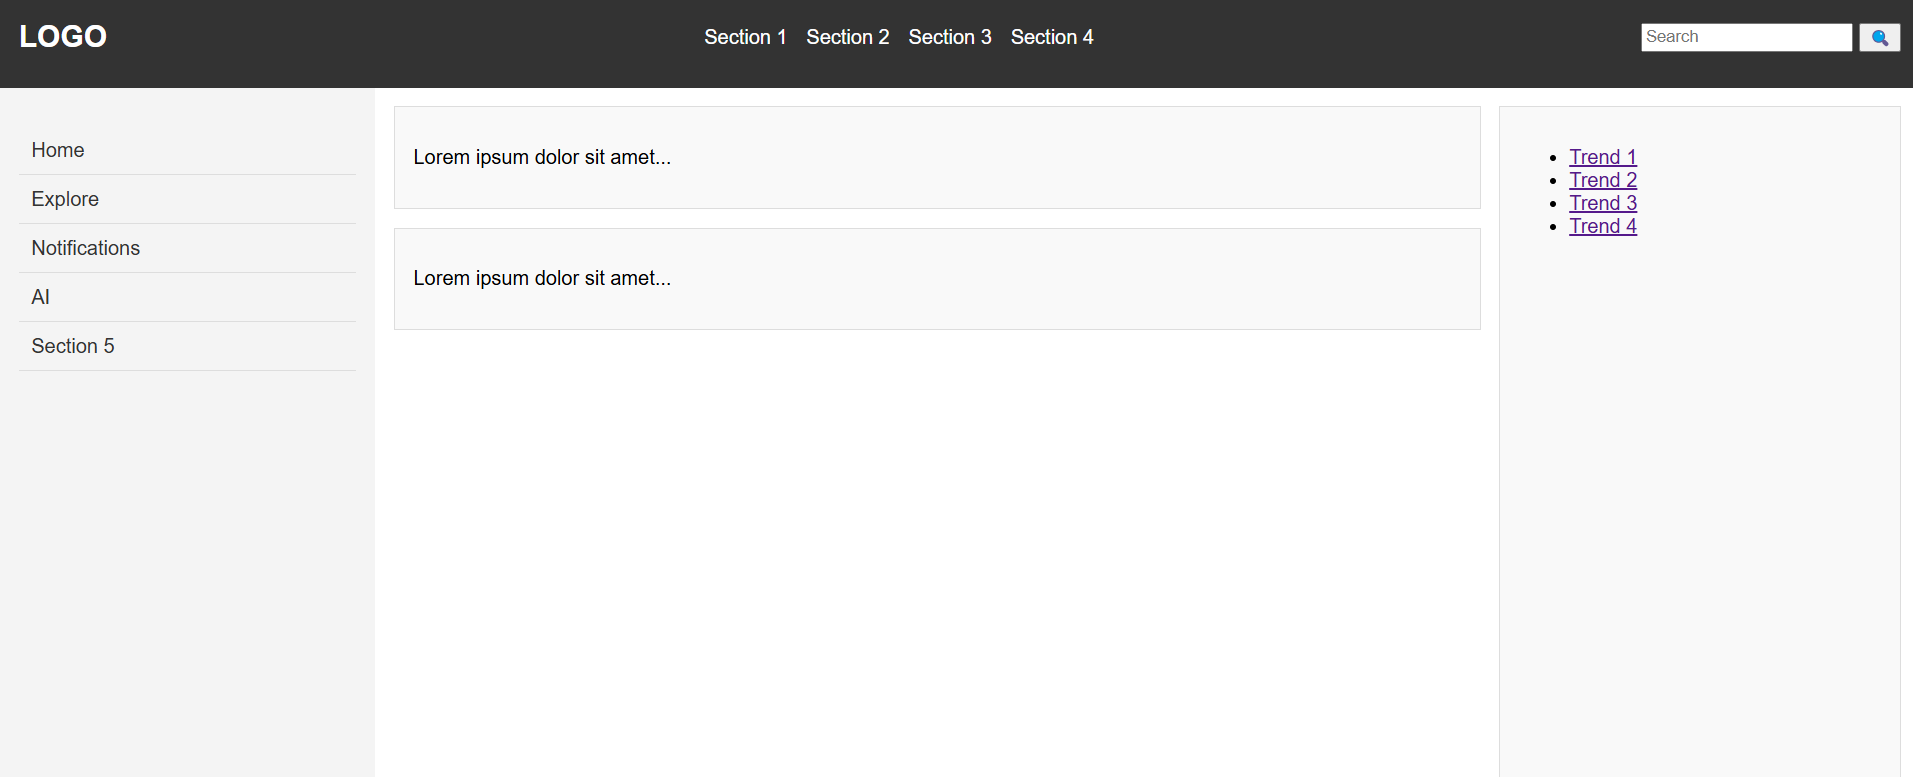 LOGO
Section 1 Section 2 Section 3 Section 4
Search
Home
Explore
Notifications
AI
Section 5
Lorem ipsum dolor sit amet...
Lorem ipsum dolor sit amet...
Trend 1
Trend 2
Trend 3
Trend 4